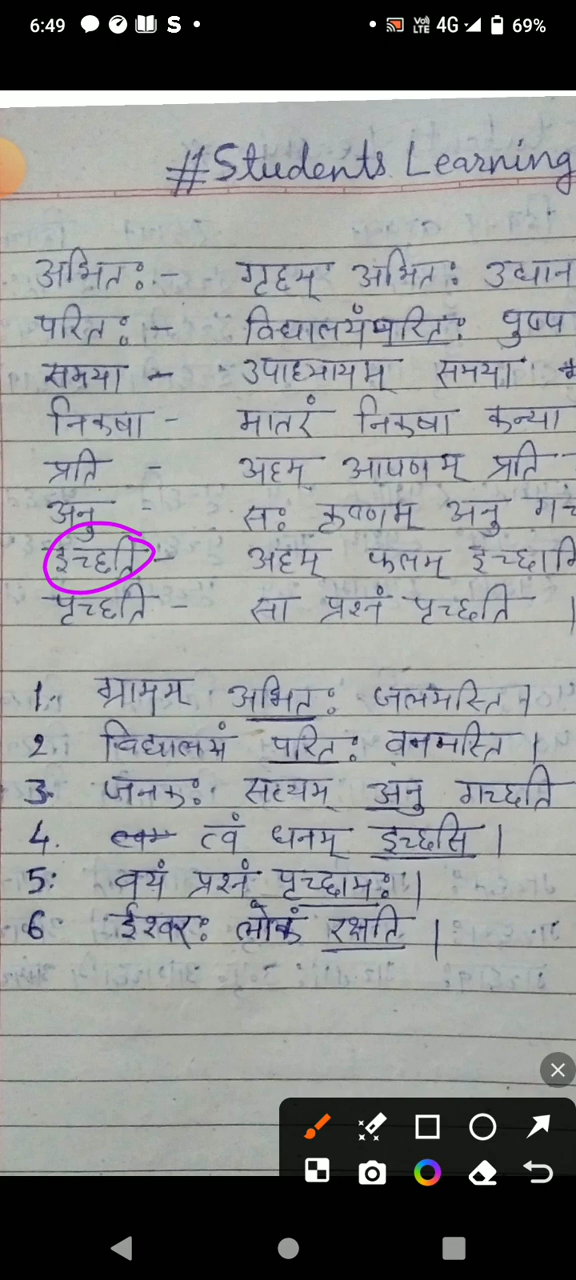 6:49 S 4G 69%
VoD LTE
#Students Learning
अभितः - गृहम् अभितः उद्यान
परितः - विद्यालयं परितः पुष्प
समया - उपाध्यायम् समया
निकषा - मातरं निकषा कन्या
प्रति - अहम् आपणम् प्रति -
अनु - सः कृष्णम् अनु गच
इच्छति - अहम् फलम् इच्छामि
पृच्छति - सा प्रश्नं पृच्छति ।
1. ग्रामम् अभितः जलमस्ति ।
2 विद्यालयं परितः वनमस्ति ।
3. जनकः सत्यम् अनु गच्छति
4. त्वं धनम् इच्छसि ।
5: वयं प्रश्नं पृच्छामः ।
6 ईश्वरः लोकं रक्षति ।